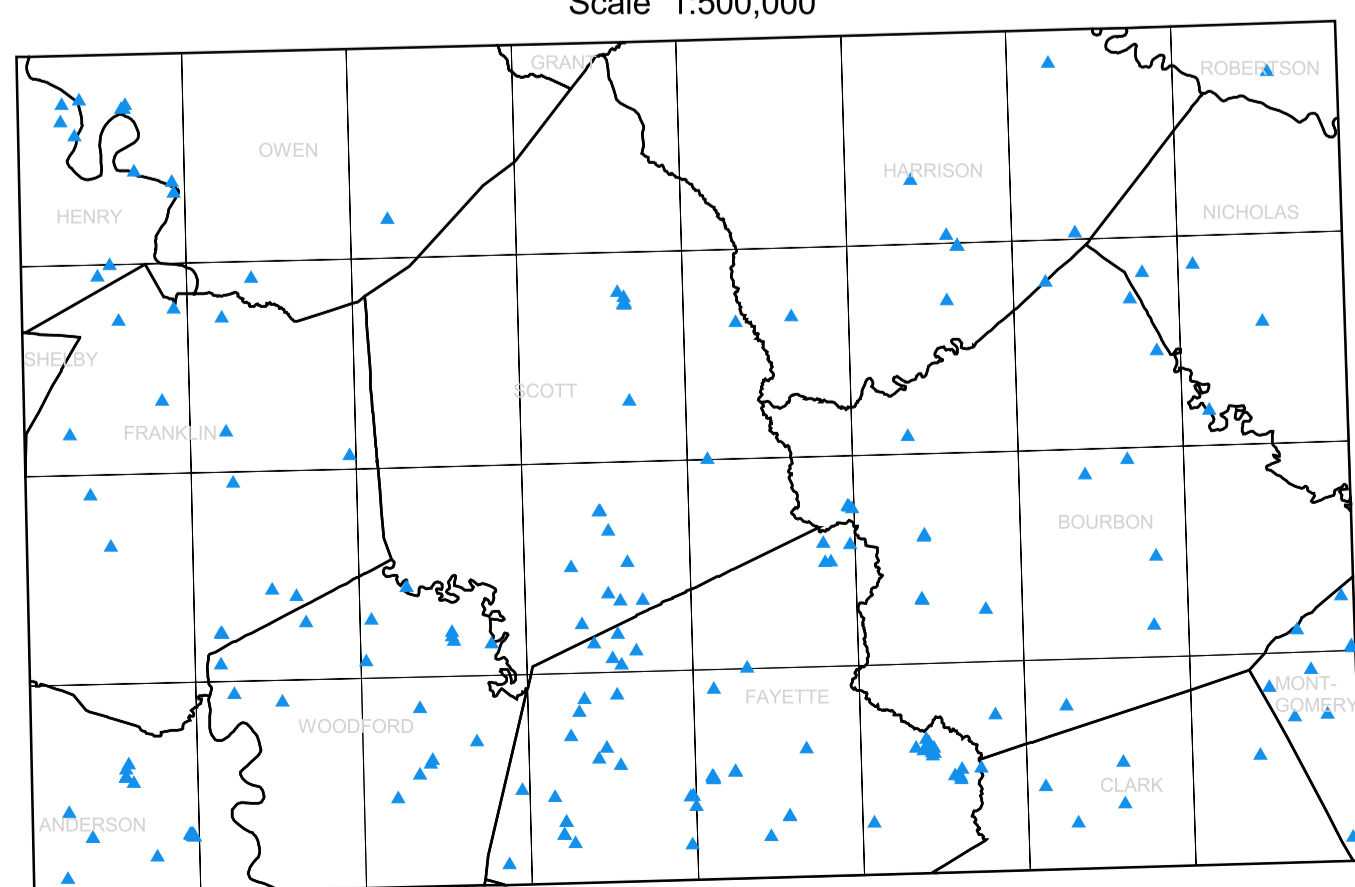 Scale 1:500,000
GRANT
ROBERTSON
OWEN
HARRISON
HENRY
NICHOLAS
SHELBY
SCOTT
FRANKLIN
BOURBON
MONT-
GOMERY
FAYETTE
WOODFORD
CLARK
ANDERSON